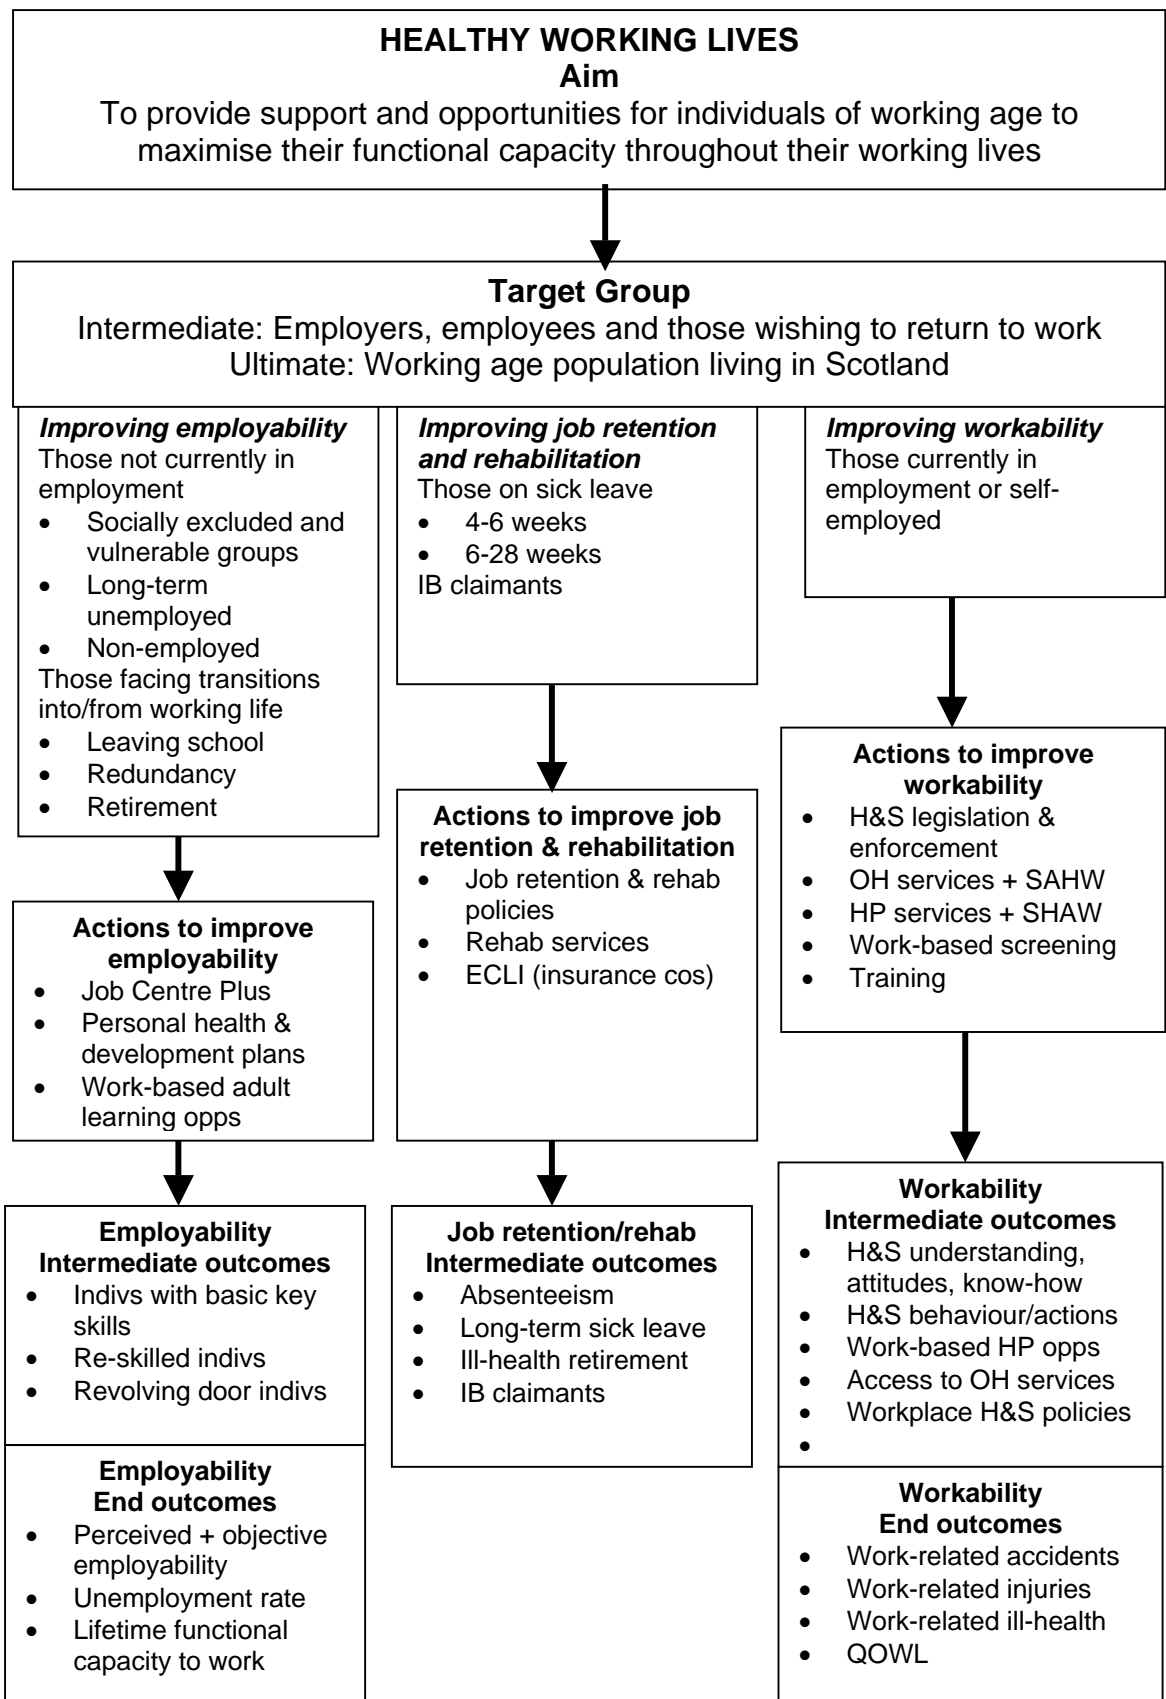 HEALTHY WORKING LIVES
Aim
To provide support and opportunities for individuals of working age to
maximise their functional capacity throughout their working lives
Target Group
Intermediate: Employers, employees and those wishing to return to work
Ultimate: Working age population living in Scotland
Improving employability
Those not currently in
employment
• Socially excluded and
vulnerable groups
• Long-term
unemployed
• Non-employed
Those facing transitions
into/from working life
• Leaving school
• Redundancy
• Retirement
Improving job retention
and rehabilitation
Those on sick leave
• 4-6 weeks
• 6-28 weeks
IB claimants
Improving workability
Those currently in
employment or self-
employed
Actions to improve
employability
• Job Centre Plus
• Personal health &
development plans
• Work-based adult
learning opps
Actions to improve job
retention & rehabilitation
• Job retention & rehab
policies
• Rehab services
• ECLI (insurance cos)
Actions to improve
workability
• H&S legislation &
enforcement
• OH services + SAHW
• HP services + SHAW
• Work-based screening
• Training
Employability
Intermediate outcomes
• Indivs with basic key
skills
• Re-skilled indivs
• Revolving door indivs
Employability
End outcomes
• Perceived + objective
employability
• Unemployment rate
• Lifetime functional
capacity to work
Job retention/rehab
Intermediate outcomes
• Absenteeism
• Long-term sick leave
• Ill-health retirement
• IB claimants
Workability
Intermediate outcomes
• H&S understanding,
attitudes, know-how
• H&S behaviour/actions
• Work-based HP opps
• Access to OH services
• Workplace H&S policies
•
Workability
End outcomes
• Work-related accidents
• Work-related injuries
• Work-related ill-health
• QOWL